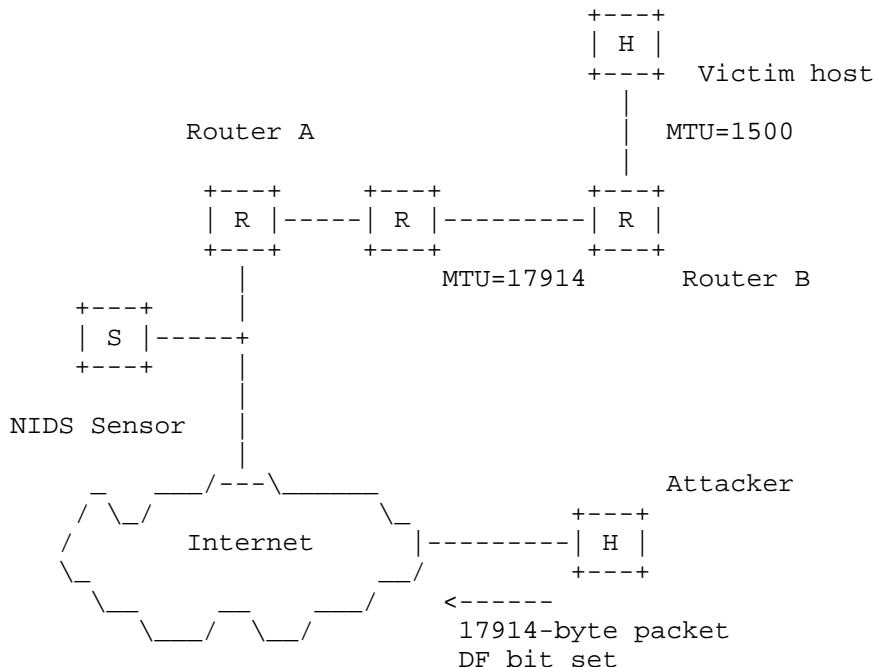 H
Victim host
Router A
MTU=1500
R R R
MTU=17914 Router B
S
NIDS Sensor
Attacker
Internet
H
17914-byte packet
DF bit set